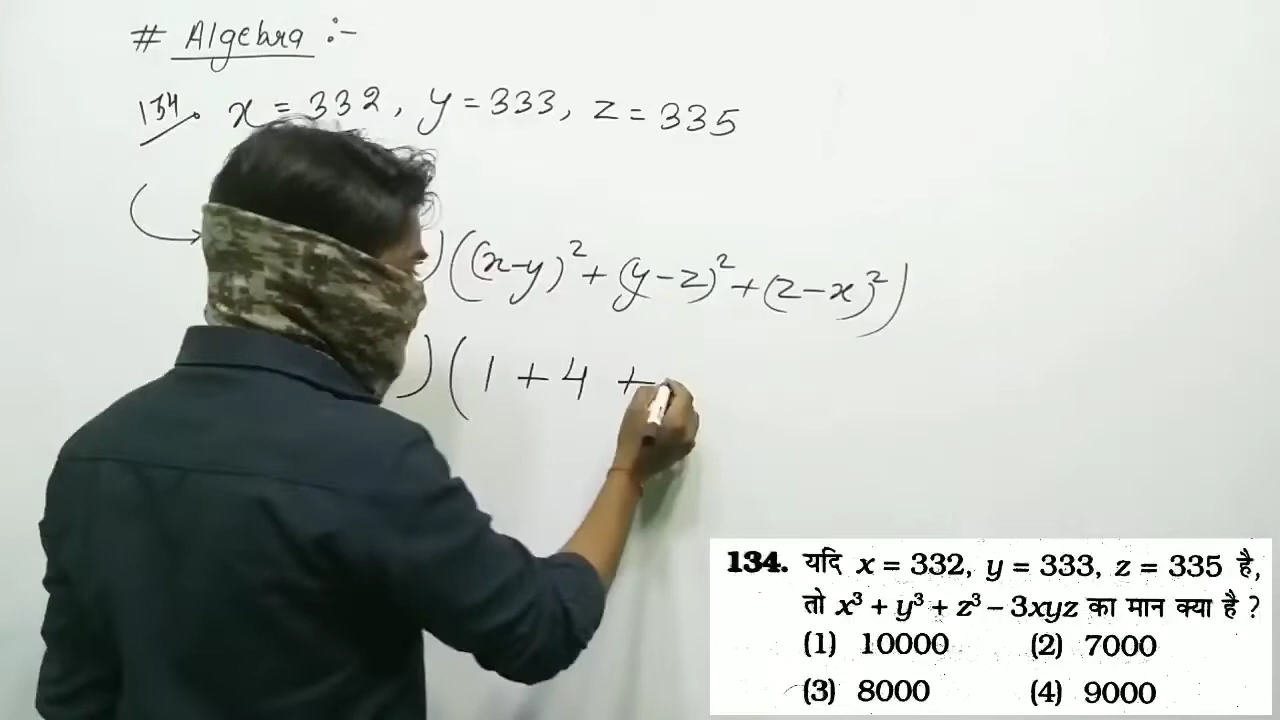 # Algebra :-
134. x = 332, y = 333, z = 335
)((x-y)²+(y-z)²+(z-x)²)
)(1+4+
134. यदि x = 332, y = 333, z = 335 है,
तो x³ + y³ + z³ – 3xyz का मान क्या है ?
(1) 10000 (2) 7000
(3) 8000 (4) 9000